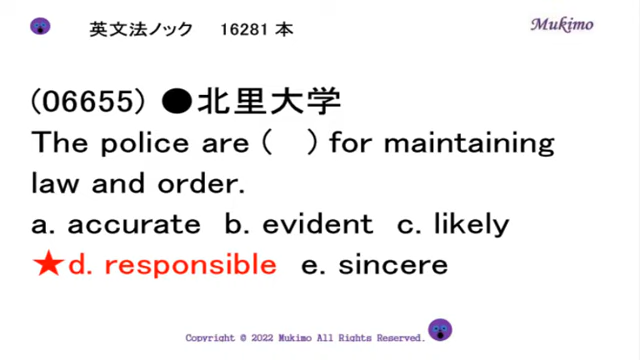 英文法ノック 16281 本
Mukimo
(06655) ●北里大学
The police are (　) for maintaining
law and order.
a. accurate b. evident c. likely
★d. responsible e. sincere
Copyright © 2022 Mukimo All Rights Reserved.